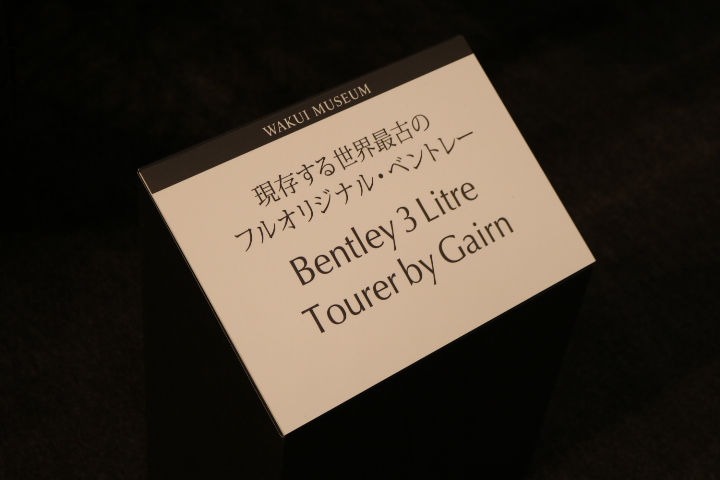 WAKUI MUSEUM
現存する世界最古の
フルオリジナル・ベントレー
Bentley 3 Litre
Tourer by Gairn